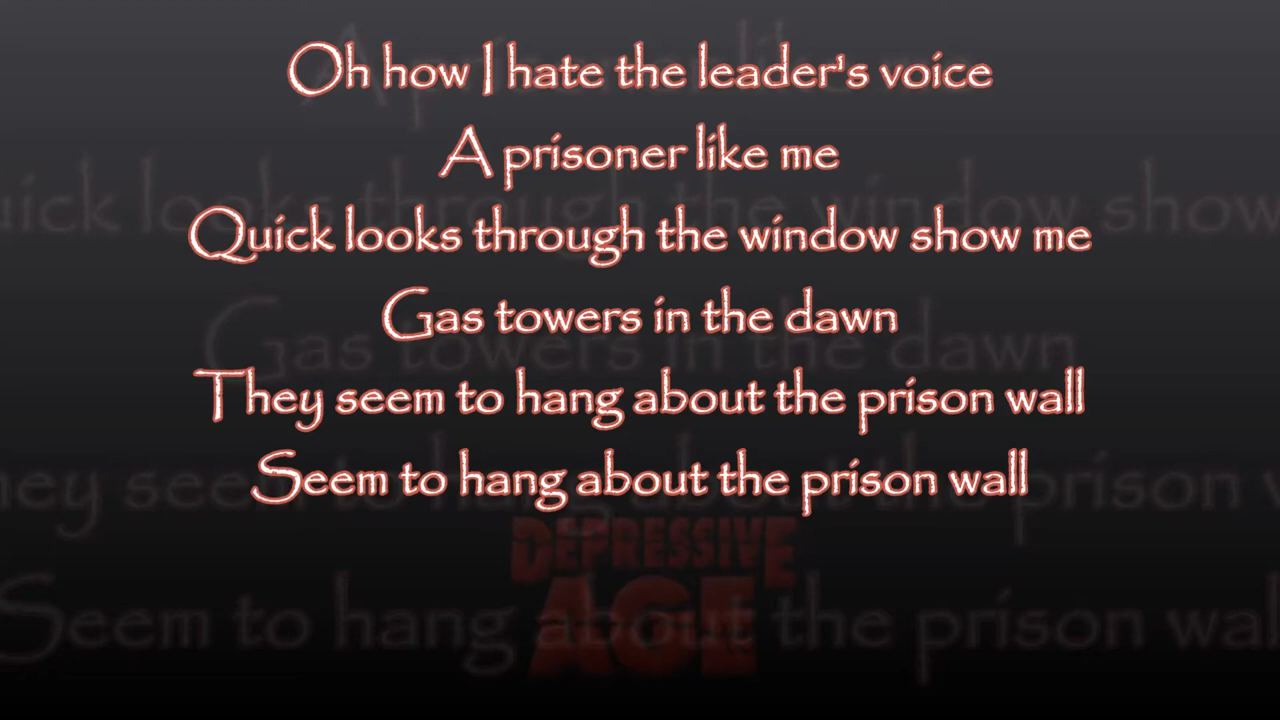 Oh how I hate the leader's voice
A prisoner like me
Quick looks through the window show me
Gas towers in the dawn
They seem to hang about the prison wall
Seem to hang about the prison wall
DEPRESSIVE
AGE